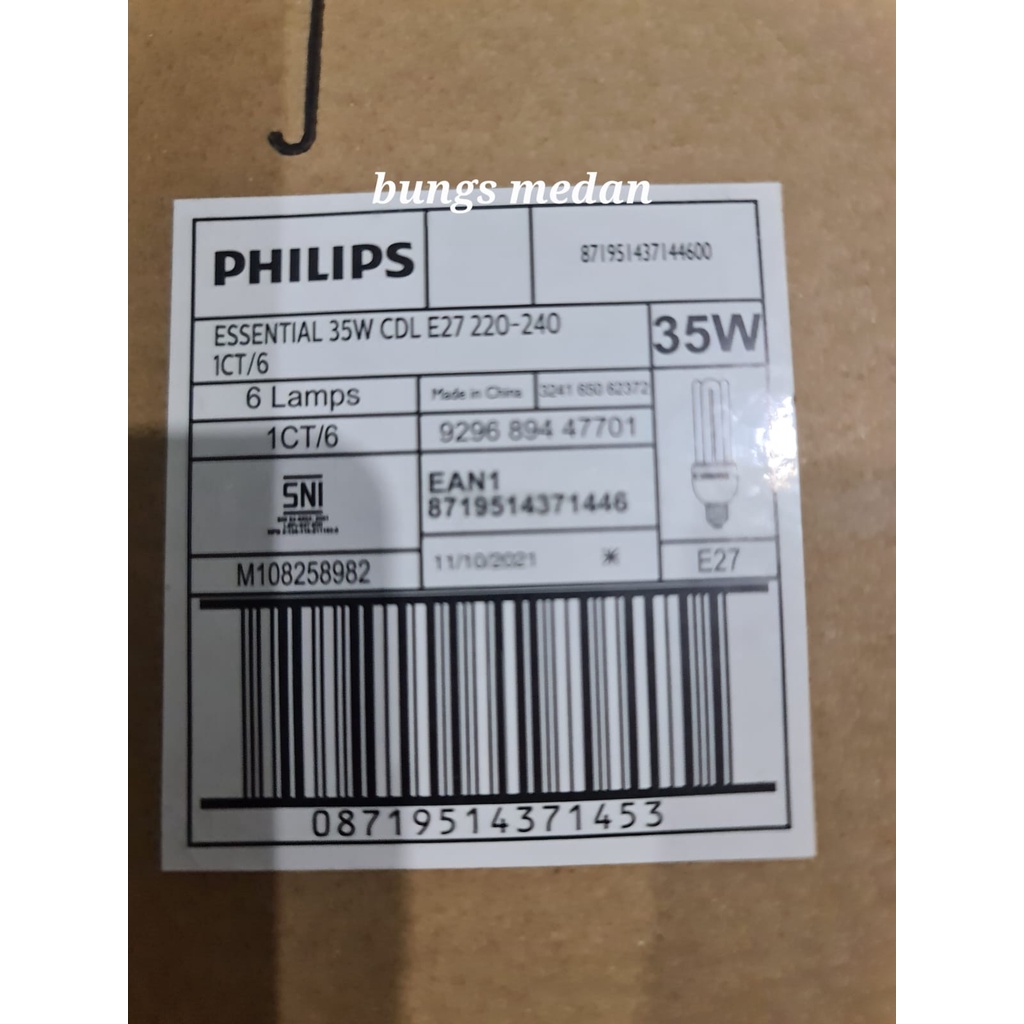 bungs medan
PHILIPS
871951437144600
ESSENTIAL 35W CDL E27 220-240
1CT/6
35W
6 Lamps
Made in China
3241 650 62372
1CT/6
9296 894 47701
SNI
EAN1
8719514371446
M108258982
11/10/2021
E27
08719514371453